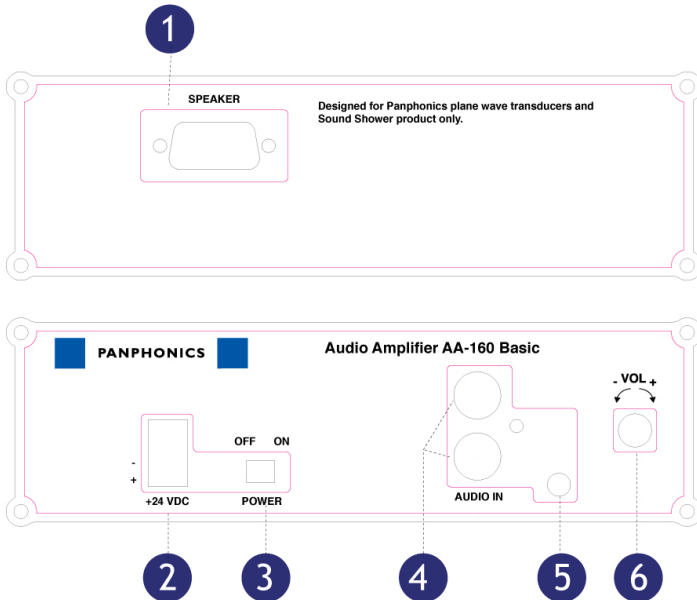 1
SPEAKER
Designed for Panphonics plane wave transducers and
Sound Shower product only.
PANPHONICS
Audio Amplifier AA-160 Basic
- VOL +
OFF ON
-
+
+24 VDC
POWER
AUDIO IN
2 3 4 5 6